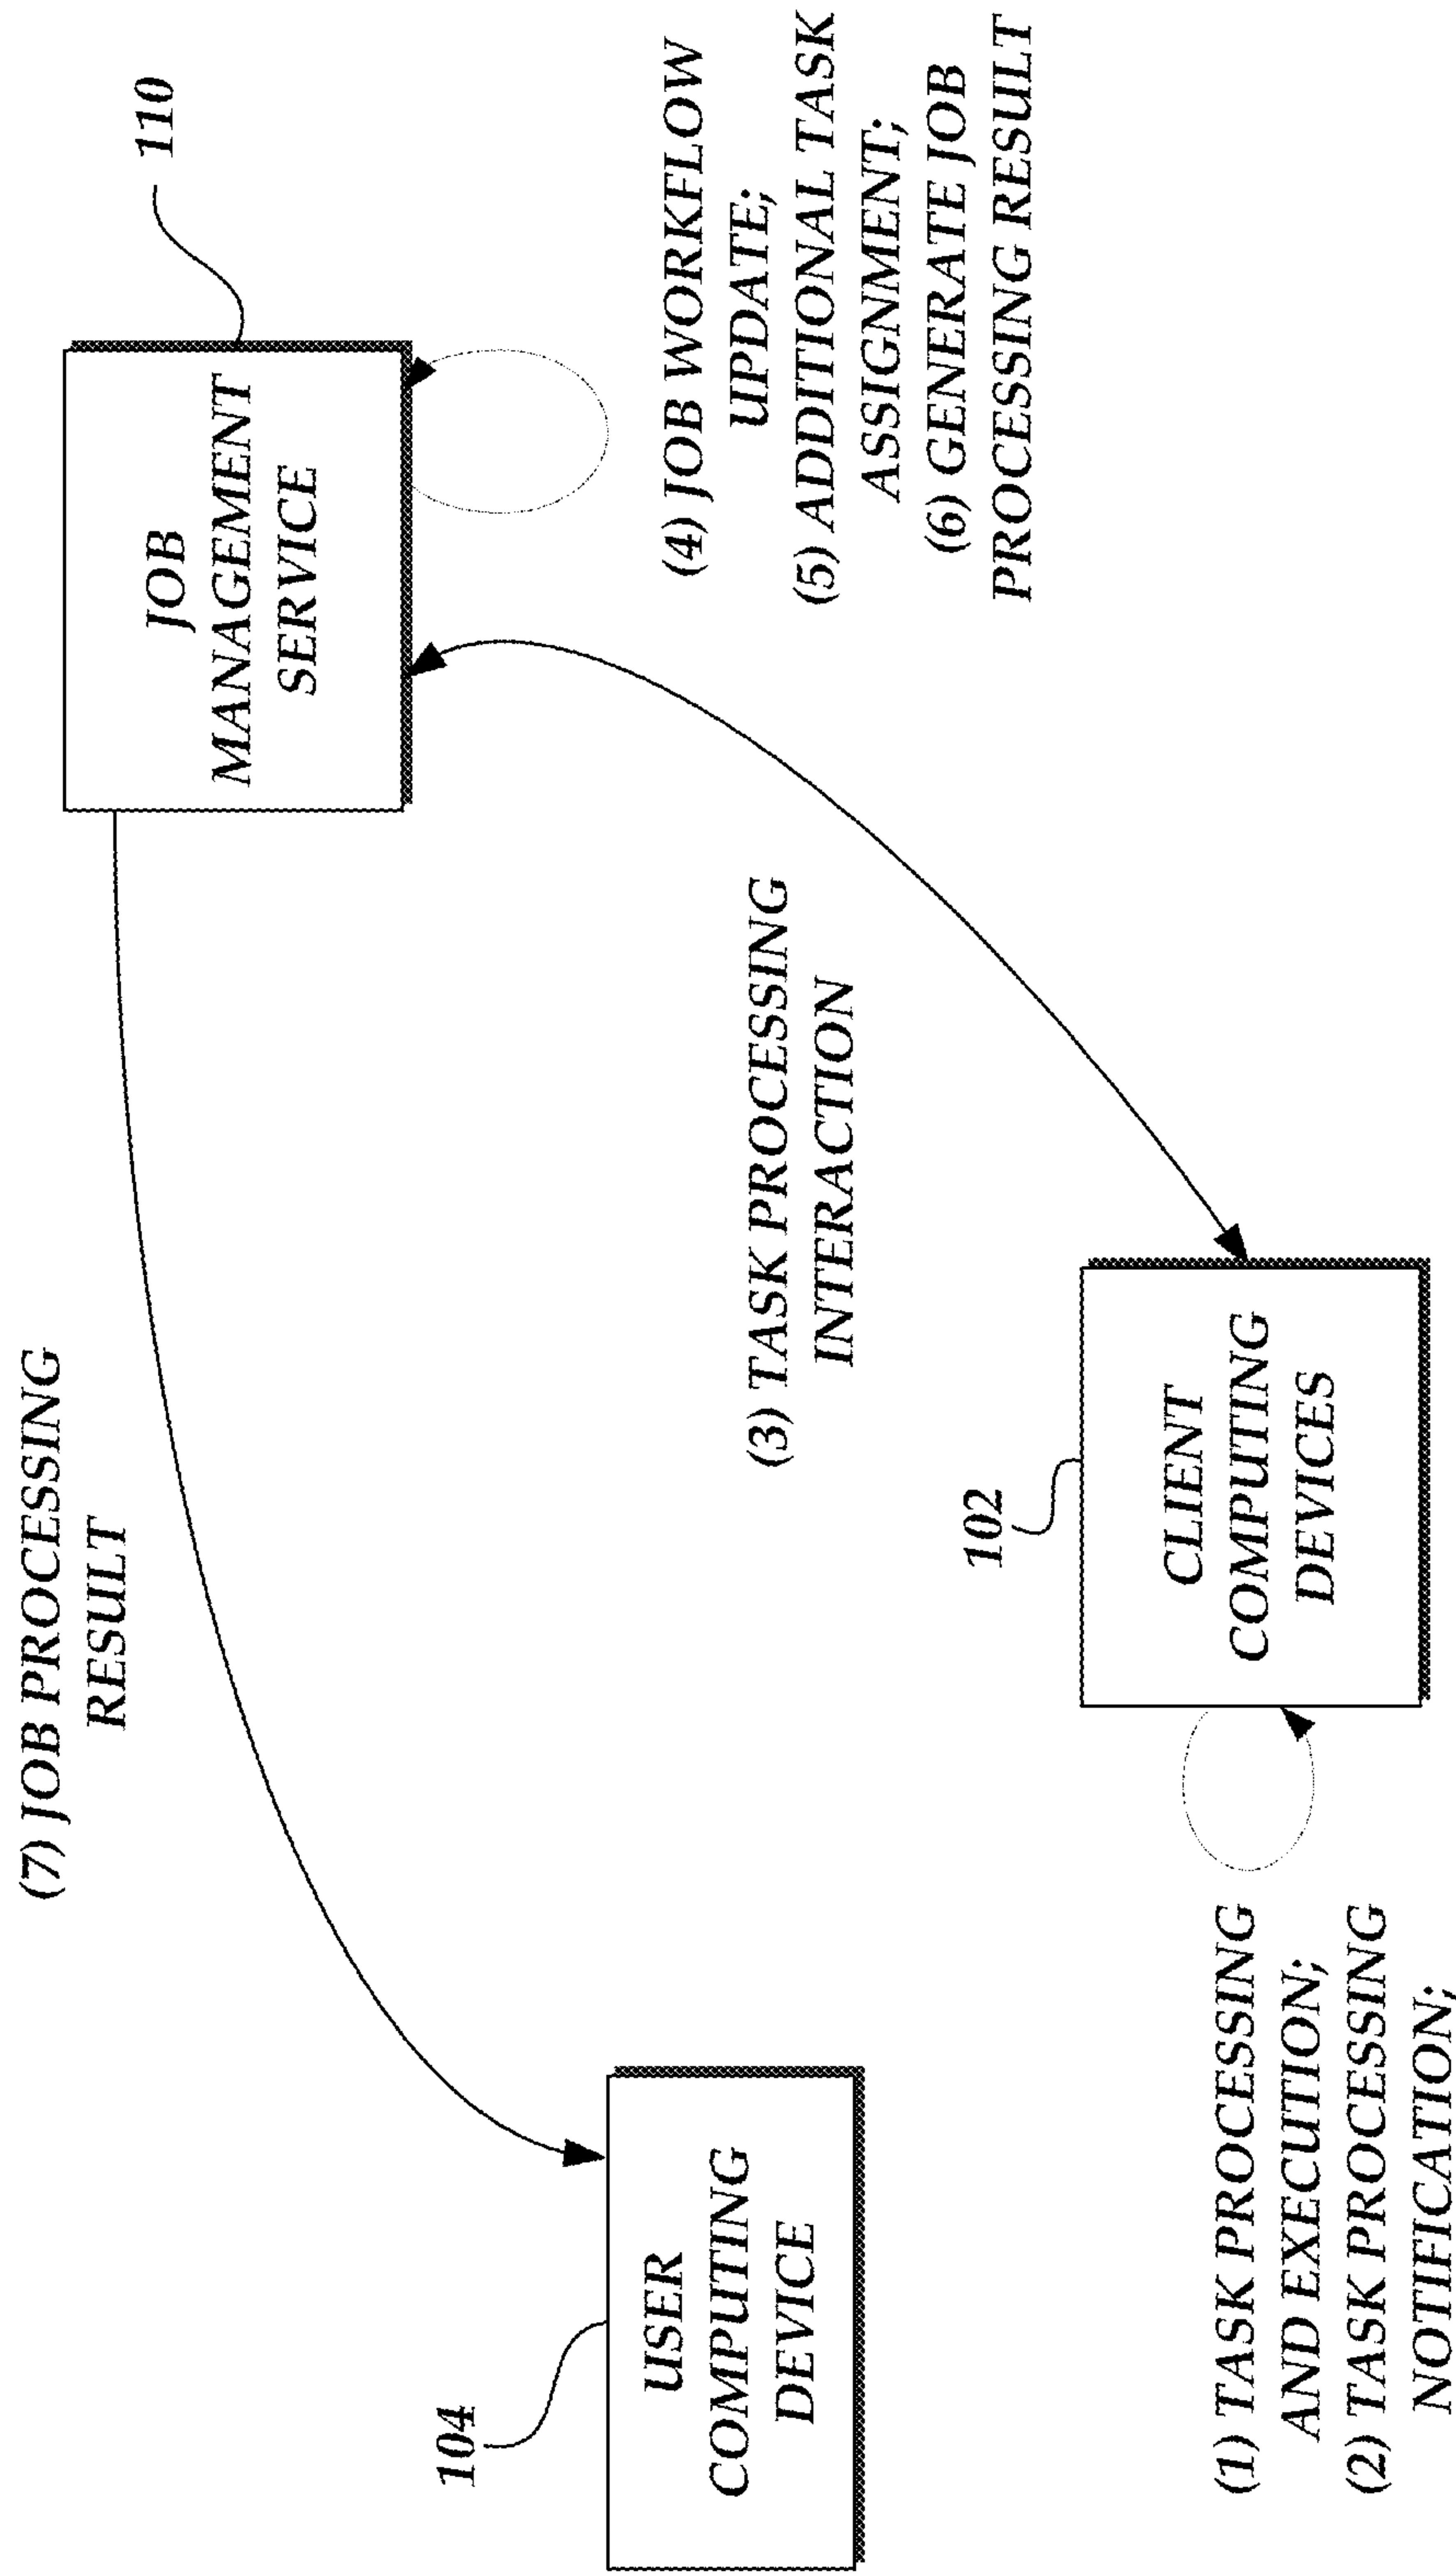 (7) JOB PROCESSING
RESULT
110
JOB
MANAGEMENT
SERVICE
104
USER
COMPUTING
DEVICE
(3) TASK PROCESSING
INTERACTION
(4) JOB WORKFLOW
UPDATE;
(5) ADDITIONAL TASK
ASSIGNMENT;
(6) GENERATE JOB
PROCESSING RESULT
102
CLIENT
COMPUTING
DEVICES
(1) TASK PROCESSING
AND EXECUTION;
(2) TASK PROCESSING
NOTIFICATION;